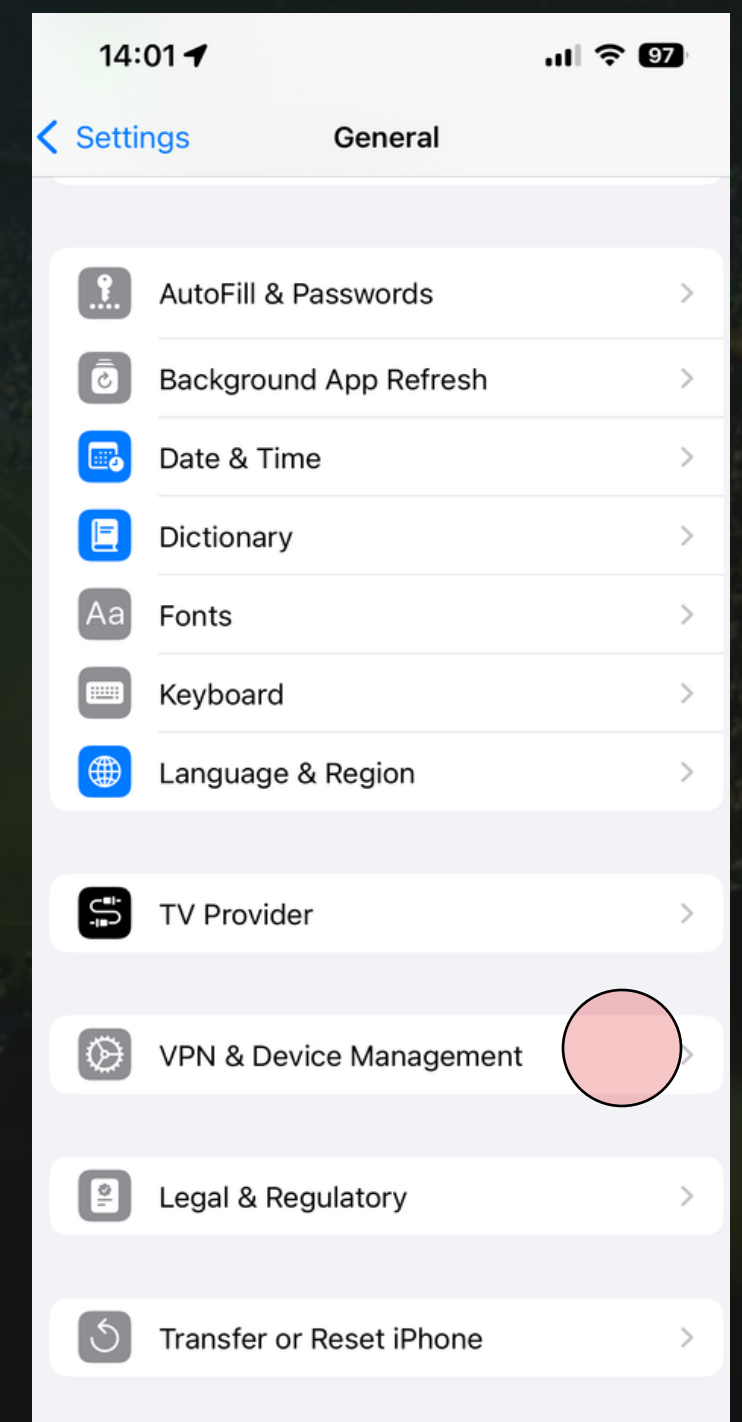 14:01
97
Settings
General
AutoFill & Passwords
Background App Refresh
Date & Time
Dictionary
Aa
Fonts
Keyboard
Language & Region
TV Provider
VPN & Device Management
Legal & Regulatory
Transfer or Reset iPhone